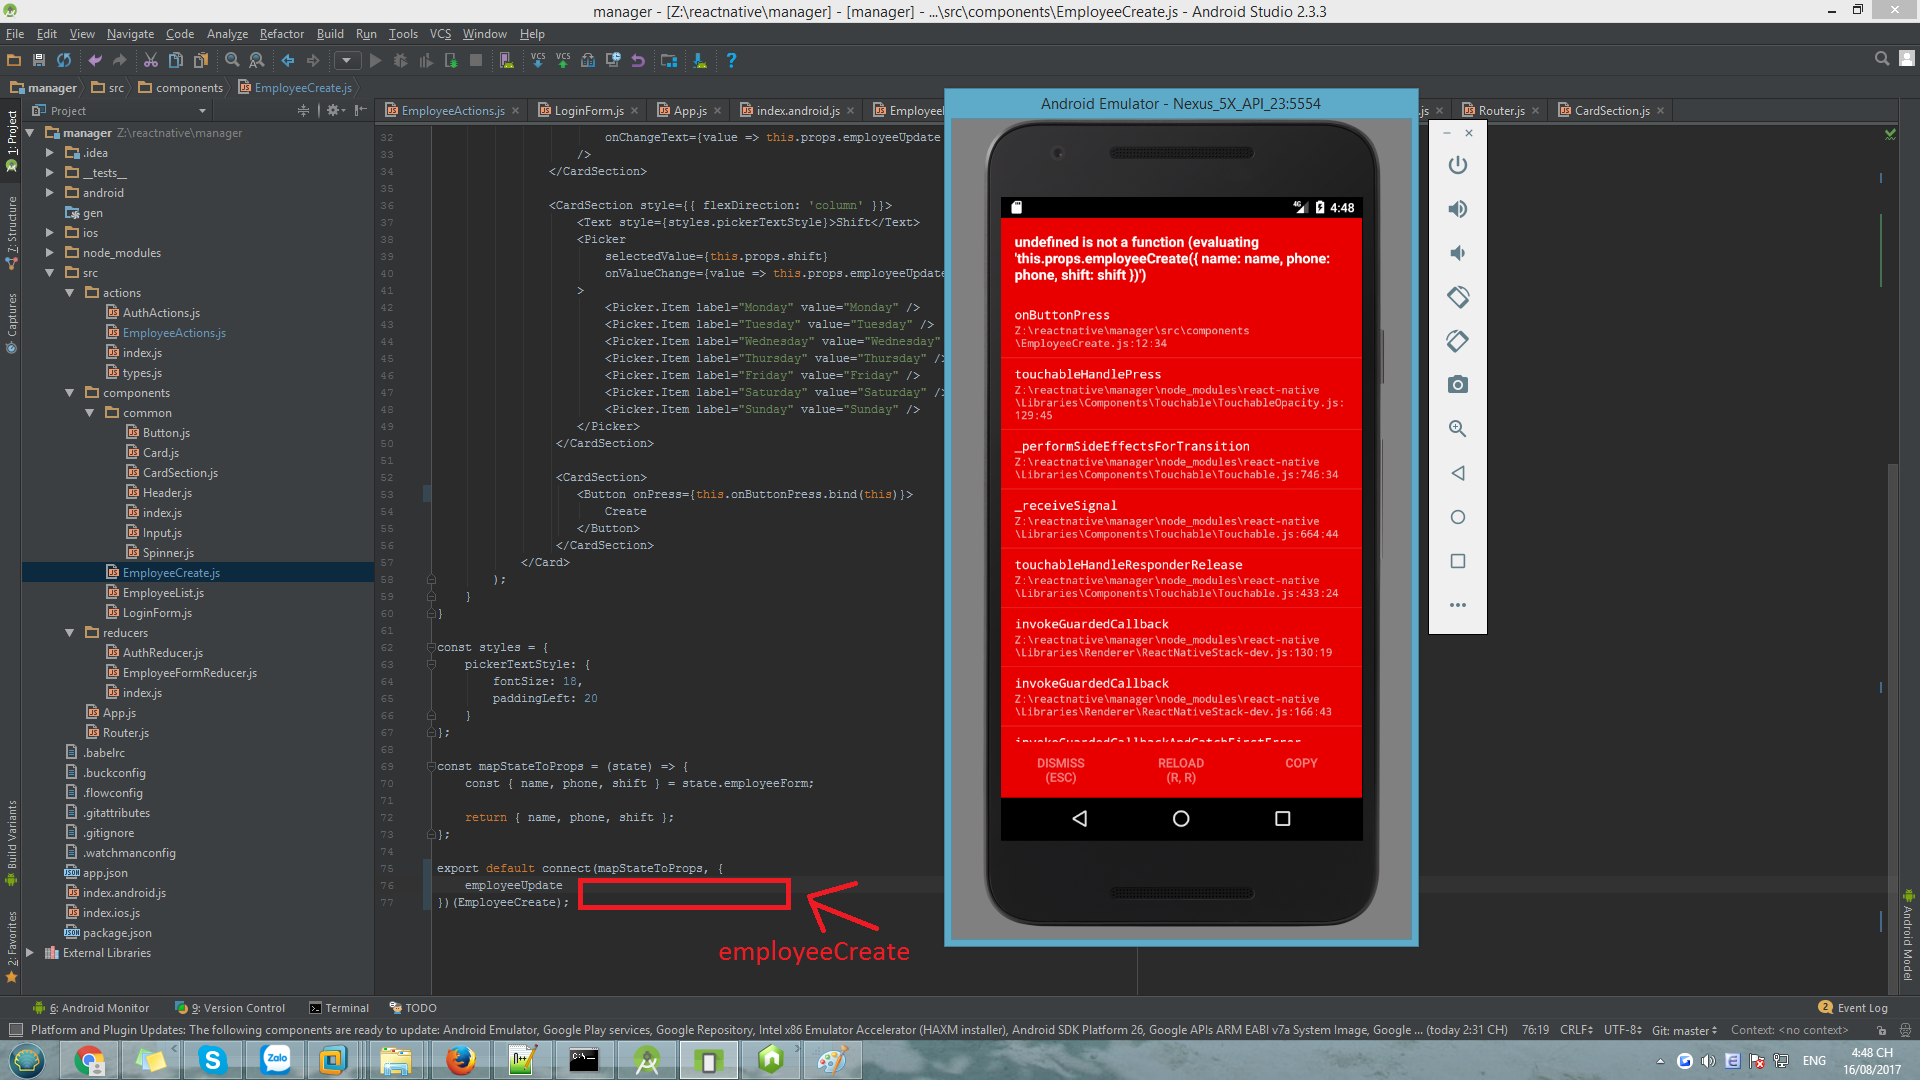 manager - [Z:\reactnative\manager] - [manager] - ...\src\components\EmployeeCreate.js - Android Studio 2.3.3
File Edit View Navigate Code Analyze Refactor Build Run Tools VCS Window Help
manager src components EmployeeCreate.js
Project
EmployeeActions.js LoginForm.js App.js index.android.js Employee .js Router.js CardSection.js
1: Project
7: Structure
Captures
Build Variants
2: Favorites
manager Z:\reactnative\manager
.idea
__tests__
android
gen
ios
node_modules
src
actions
AuthActions.js
EmployeeActions.js
index.js
types.js
components
common
Button.js
Card.js
CardSection.js
Header.js
index.js
Input.js
Spinner.js
EmployeeCreate.js
EmployeeList.js
LoginForm.js
reducers
AuthReducer.js
EmployeeFormReducer.js
index.js
App.js
Router.js
.babelrc
.buckconfig
.flowconfig
.gitattributes
.gitignore
.watchmanconfig
app.json
index.android.js
index.ios.js
package.json
External Libraries
32 onChangeText={value => this.props.employeeUpdate
33 />
34 </CardSection>
35
36 <CardSection style={{ flexDirection: 'column' }}>
37 <Text style={styles.pickerTextStyle}>Shift</Text>
38 <Picker
39 selectedValue={this.props.shift}
40 onValueChange={value => this.props.employeeUpdate
41 >
42 <Picker.Item label="Monday" value="Monday" />
43 <Picker.Item label="Tuesday" value="Tuesday" />
44 <Picker.Item label="Wednesday" value="Wednesday"
45 <Picker.Item label="Thursday" value="Thursday" />
46 <Picker.Item label="Friday" value="Friday" />
47 <Picker.Item label="Saturday" value="Saturday" />
48 <Picker.Item label="Sunday" value="Sunday" />
49 </Picker>
50 </CardSection>
51
52 <CardSection>
53 <Button onPress={this.onButtonPress.bind(this)}>
54 Create
55 </Button>
56 </CardSection>
57 </Card>
58 );
59 }
60 }
61
62 const styles = {
63 pickerTextStyle: {
64 fontSize: 18,
65 paddingLeft: 20
66 }
67 };
68
69 const mapStateToProps = (state) => {
70 const { name, phone, shift } = state.employeeForm;
71
72 return { name, phone, shift };
73 };
74
75 export default connect(mapStateToProps, {
76 employeeUpdate
77 })(EmployeeCreate);
employeeCreate
Android Emulator - Nexus_5X_API_23:5554
4G 4:48
undefined is not a function (evaluating
'this.props.employeeCreate({ name: name, phone:
phone, shift: shift })')
onButtonPress
Z:\reactnative\manager\src\components
\EmployeeCreate.js:12:34
touchableHandlePress
Z:\reactnative\manager\node_modules\react-native
\Libraries\Components\Touchable\TouchableOpacity.js:
129:45
_performSideEffectsForTransition
Z:\reactnative\manager\node_modules\react-native
\Libraries\Components\Touchable\Touchable.js:746:34
_receiveSignal
Z:\reactnative\manager\node_modules\react-native
\Libraries\Components\Touchable\Touchable.js:664:44
touchableHandleResponderRelease
Z:\reactnative\manager\node_modules\react-native
\Libraries\Components\Touchable\Touchable.js:433:24
invokeGuardedCallback
Z:\reactnative\manager\node_modules\react-native
\Libraries\Renderer\ReactNativeStack-dev.js:130:19
invokeGuardedCallback
Z:\reactnative\manager\node_modules\react-native
\Libraries\Renderer\ReactNativeStack-dev.js:166:43
invokeGuardedCallbackAndCatchFirstError
DISMISS RELOAD COPY
(ESC) (R, R)
Android Model
6: Android Monitor 9: Version Control Terminal TODO 2 Event Log
Platform and Plugin Updates: The following components are ready to update: Android Emulator, Google Play services, Google Repository, Intel x86 Emulator Accelerator (HAXM installer), Android SDK Platform 26, Google APIs ARM EABI v7a System Image, Google ... (today 2:31 CH) 76:19 CRLF UTF-8 Git: master Context: <no context>
Zalo
ENG
4:48 CH
16/08/2017